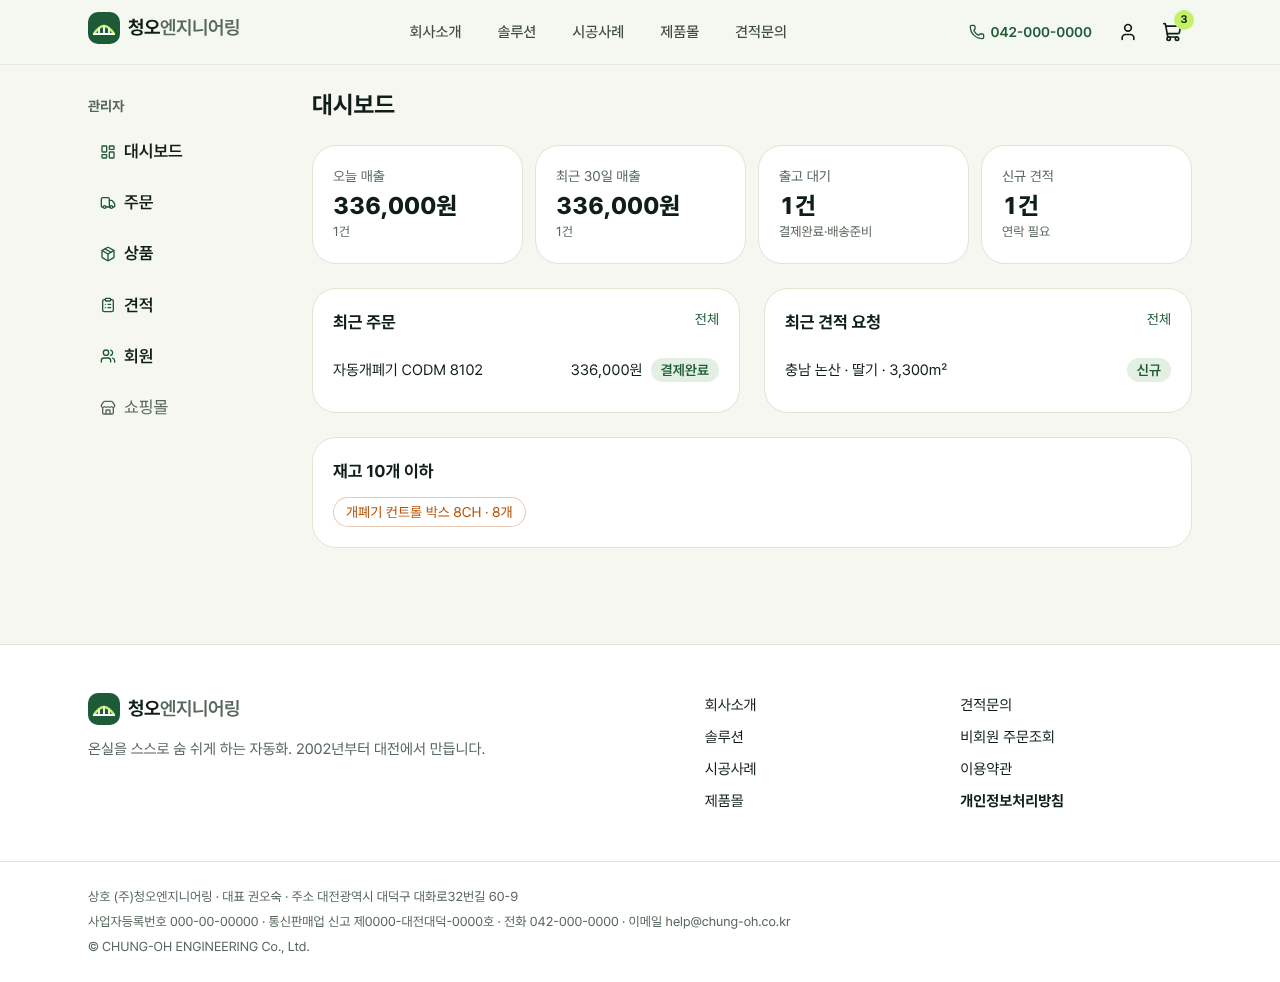 청오엔지니어링
회사소개
솔루션
시공사례
제품몰
견적문의
042-000-0000
3
관리자
대시보드
주문
상품
견적
회원
쇼핑몰
대시보드
오늘 매출
336,000원
1건
최근 30일 매출
336,000원
1건
출고 대기
1건
결제완료·배송준비
신규 견적
1건
연락 필요
최근 주문
전체
자동개폐기 CODM 8102
336,000원
결제완료
최근 견적 요청
전체
충남 논산 · 딸기 · 3,300m²
신규
재고 10개 이하
개폐기 컨트롤 박스 8CH · 8개
청오엔지니어링
온실을 스스로 숨 쉬게 하는 자동화. 2002년부터 대전에서 만듭니다.
회사소개
솔루션
시공사례
제품몰
견적문의
비회원 주문조회
이용약관
개인정보처리방침
상호 (주)청오엔지니어링 · 대표 권오숙 · 주소 대전광역시 대덕구 대화로32번길 60-9
사업자등록번호 000-00-00000 · 통신판매업 신고 제0000-대전대덕-0000호 · 전화 042-000-0000 · 이메일 help@chung-oh.co.kr
© CHUNG-OH ENGINEERING Co., Ltd.